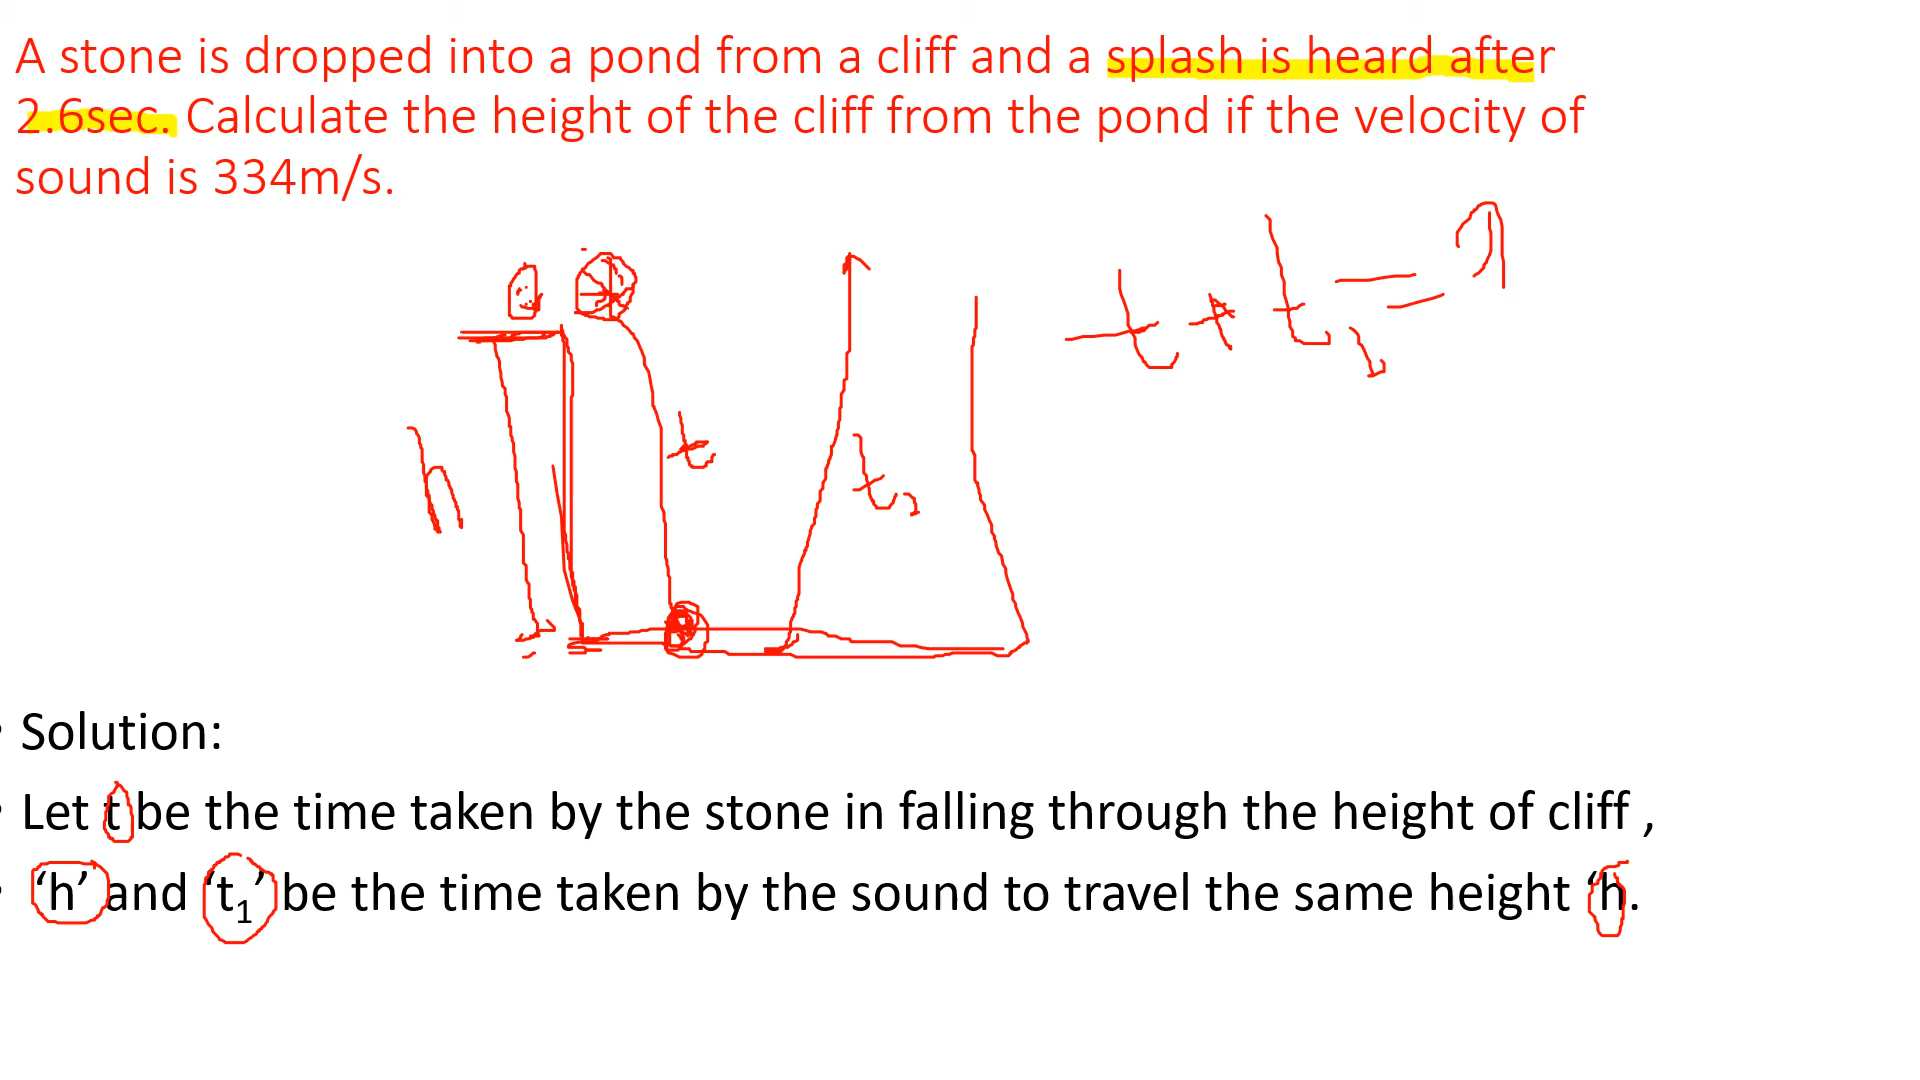 A stone is dropped into a pond from a cliff and a splash is heard after
2.6sec. Calculate the height of the cliff from the pond if the velocity of
sound is 334m/s.
t + t₁ =
h
t
t₁
• Solution:
• Let t be the time taken by the stone in falling through the height of cliff ,
• ‘h’ and ‘t₁’ be the time taken by the sound to travel the same height ‘h.